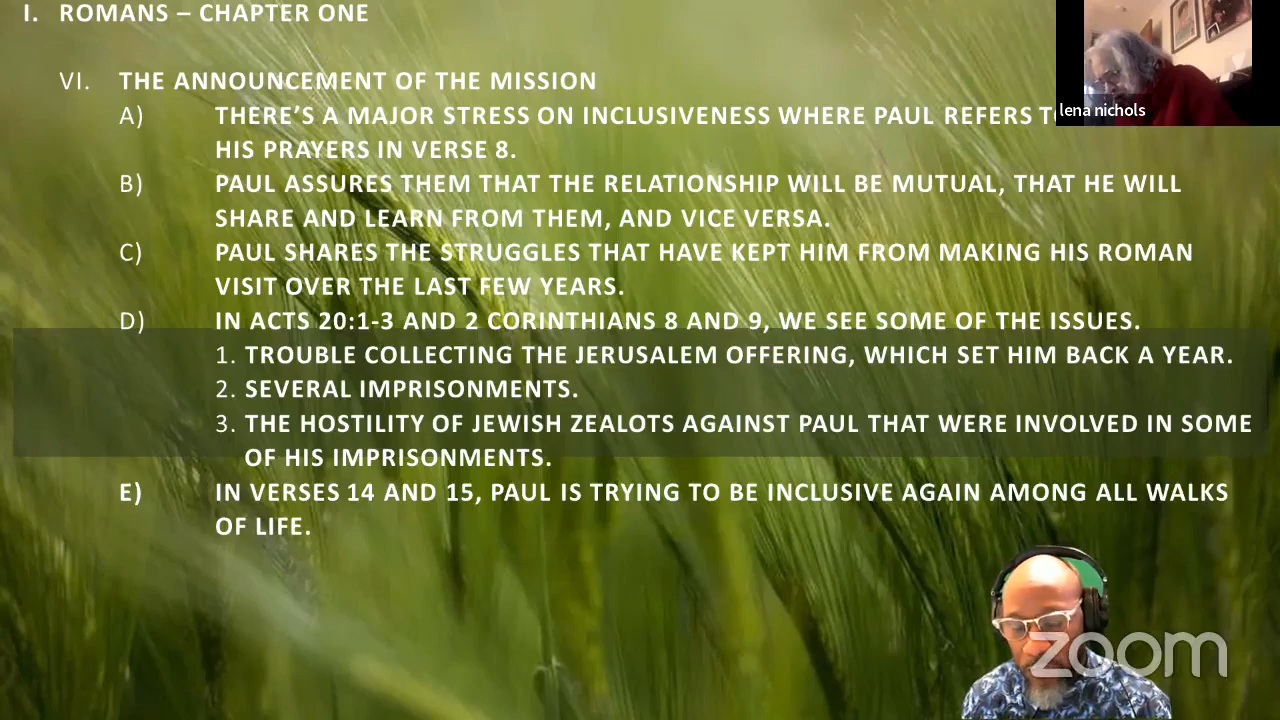 I. ROMANS – CHAPTER ONE
VI. THE ANNOUNCEMENT OF THE MISSION
A) THERE'S A MAJOR STRESS ON INCLUSIVENESS WHERE PAUL REFERS
HIS PRAYERS IN VERSE 8.
B) PAUL ASSURES THEM THAT THE RELATIONSHIP WILL BE MUTUAL, THAT HE WILL
SHARE AND LEARN FROM THEM, AND VICE VERSA.
C) PAUL SHARES THE STRUGGLES THAT HAVE KEPT HIM FROM MAKING HIS ROMAN
VISIT OVER THE LAST FEW YEARS.
D) IN ACTS 20:1-3 AND 2 CORINTHIANS 8 AND 9, WE SEE SOME OF THE ISSUES.
1. TROUBLE COLLECTING THE JERUSALEM OFFERING, WHICH SET HIM BACK A YEAR.
2. SEVERAL IMPRISONMENTS.
3. THE HOSTILITY OF JEWISH ZEALOTS AGAINST PAUL THAT WERE INVOLVED IN SOME
OF HIS IMPRISONMENTS.
E) IN VERSES 14 AND 15, PAUL IS TRYING TO BE INCLUSIVE AGAIN AMONG ALL WALKS
OF LIFE.
lena nichols
zoom